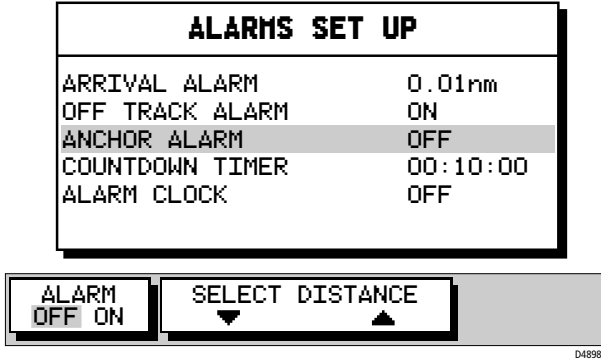 ALARMS SET UP
ARRIVAL ALARM 0.01nm
OFF TRACK ALARM ON
ANCHOR ALARM OFF
COUNTDOWN TIMER 00:10:00
ALARM CLOCK OFF
ALARM
OFF ON
SELECT DISTANCE
D4898